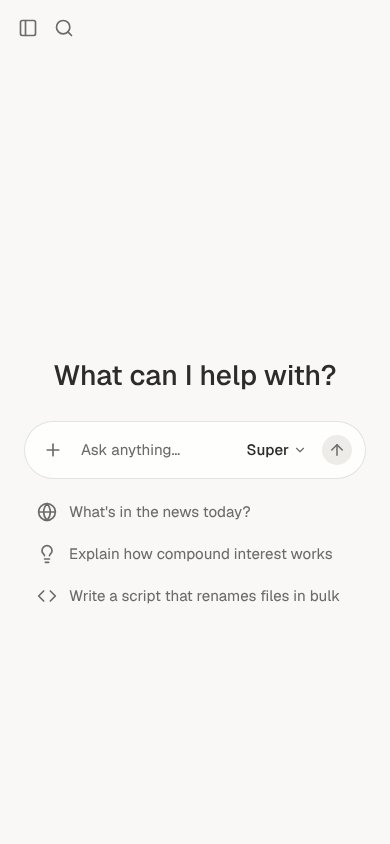 What can I help with?
Ask anything...
Super
What's in the news today?
Explain how compound interest works
Write a script that renames files in bulk